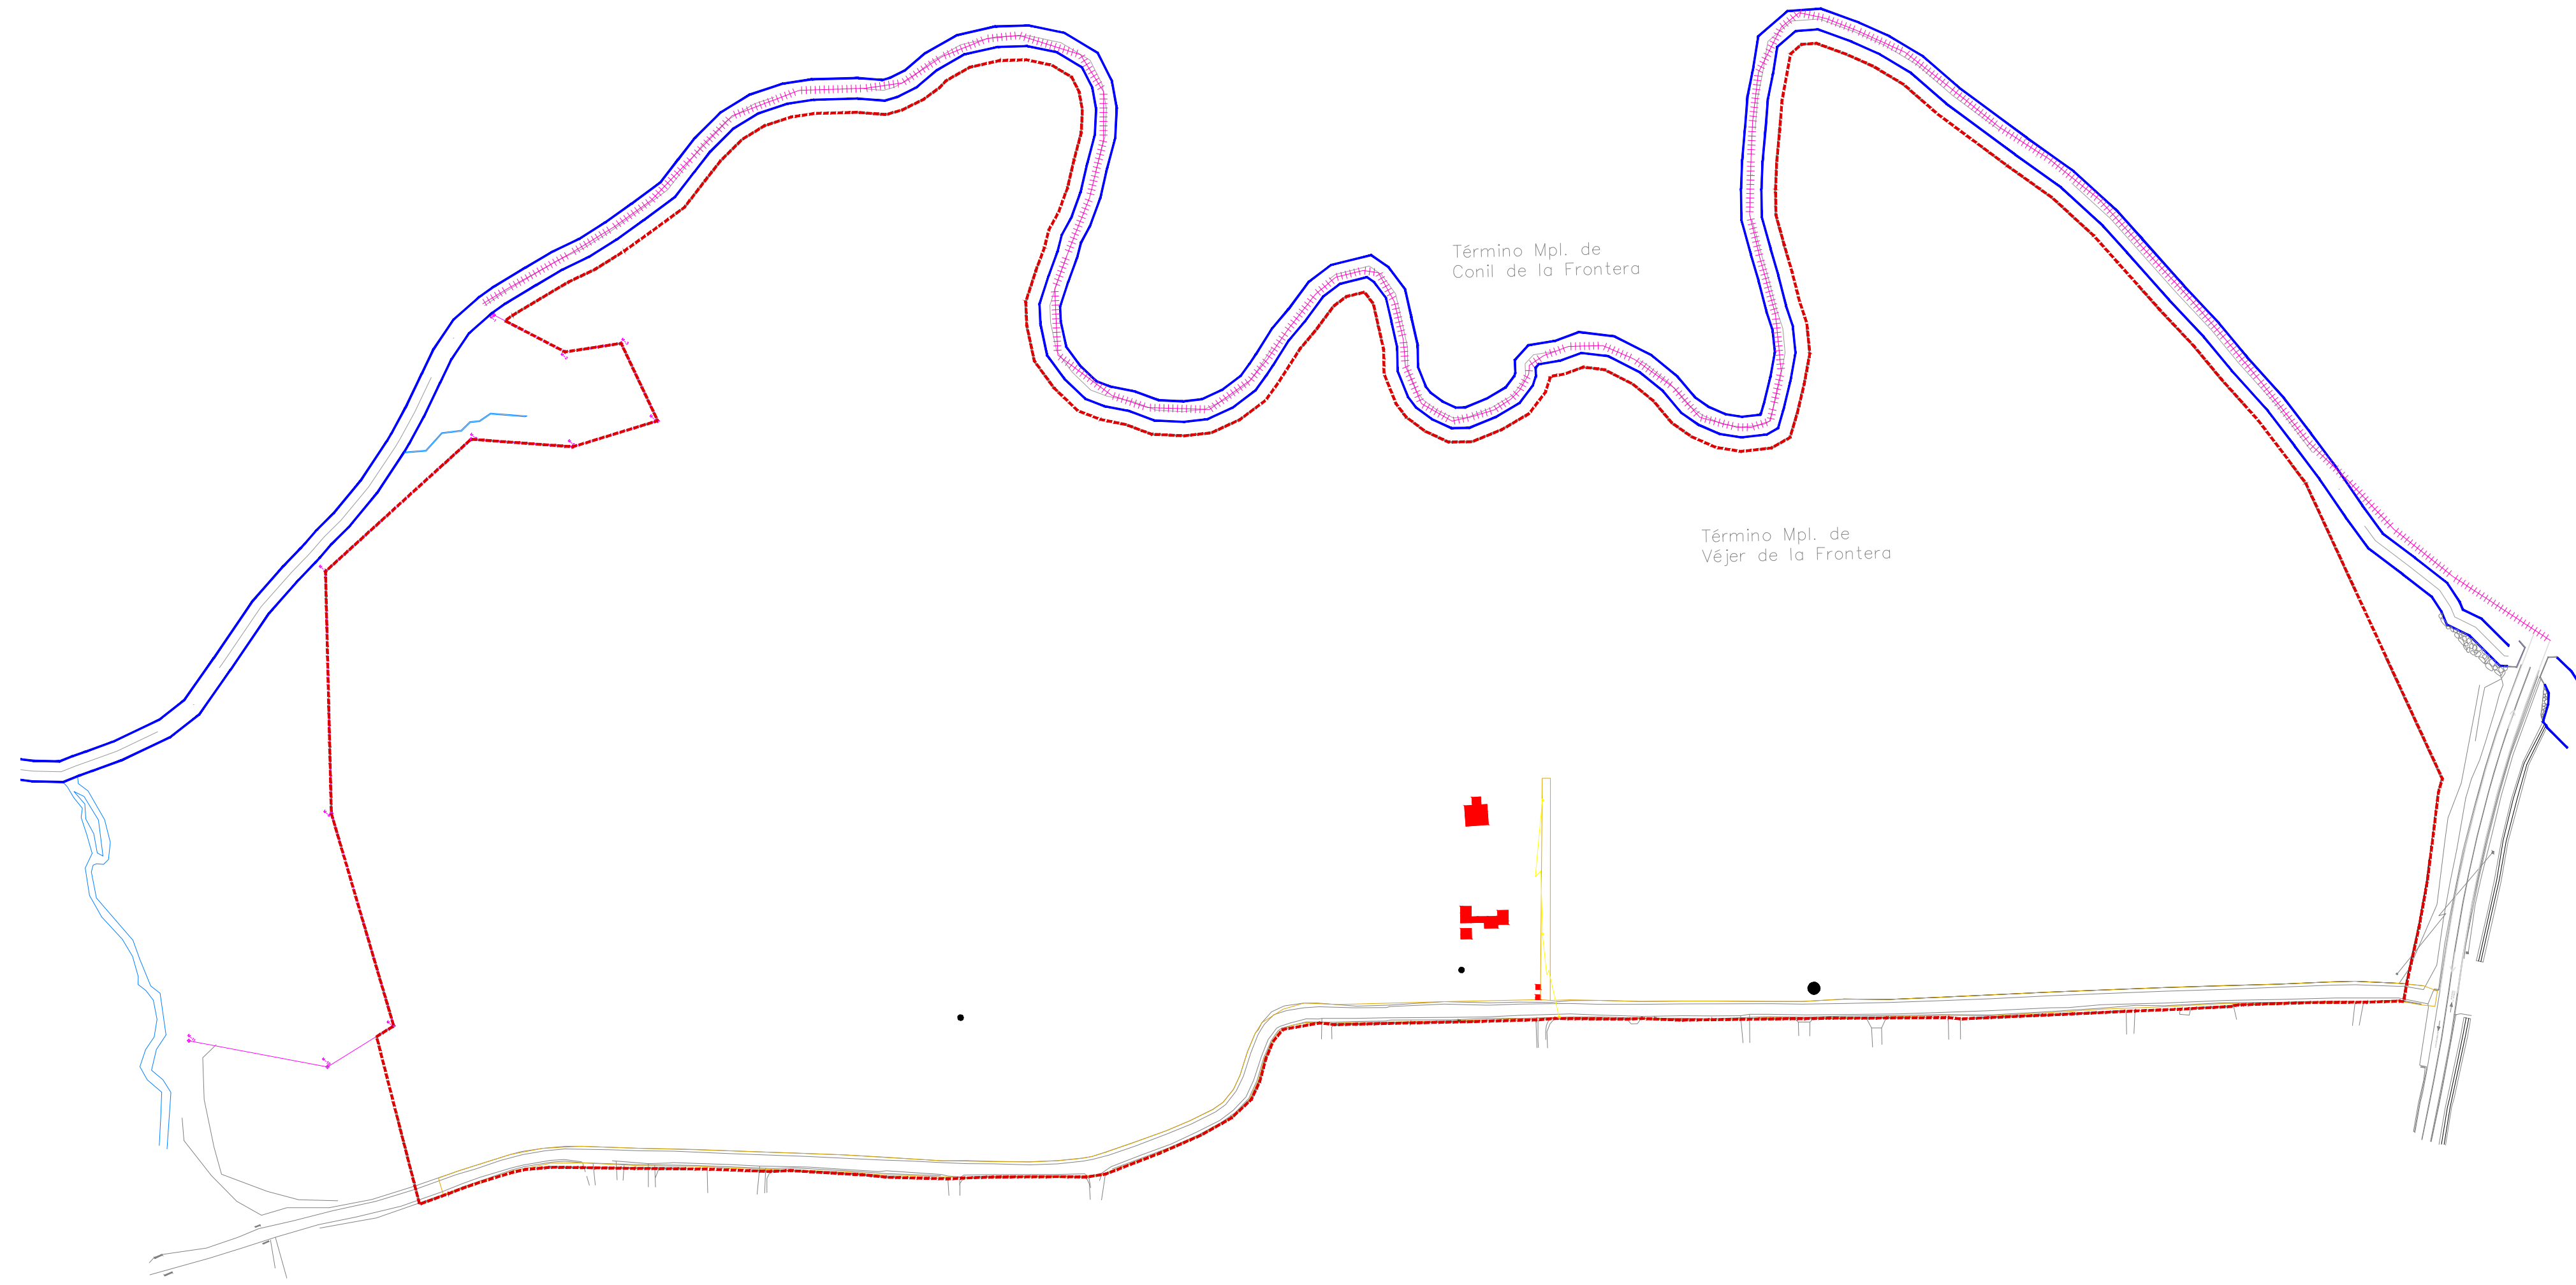 Término Mpl. de
Conil de la Frontera
Término Mpl. de
Véjer de la Frontera